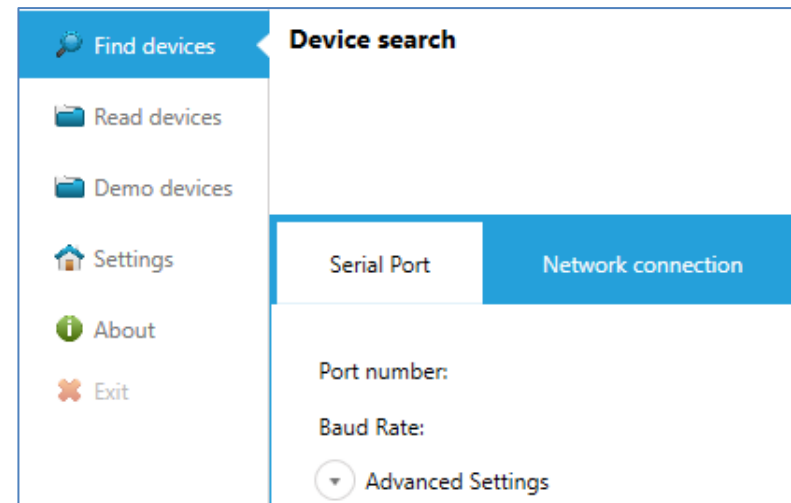 Find devices
Read devices
Demo devices
Settings
About
Exit
Device search
Serial Port
Network connection
Port number:
Baud Rate:
Advanced Settings